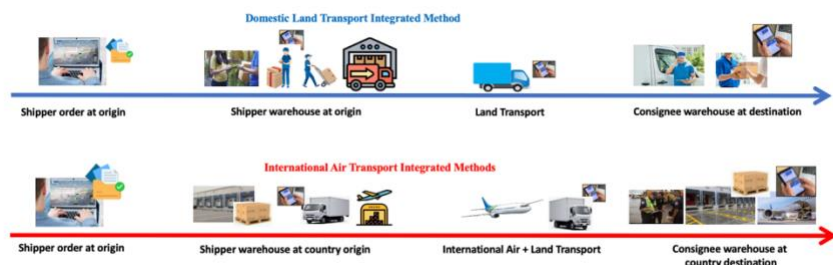 Domestic Land Transport Integrated Method
Shipper order at origin
Shipper warehouse at origin
Land Transport
Consignee warehouse at destination
International Air Transport Integrated Methods
Shipper order at origin
Shipper warehouse at country origin
International Air + Land Transport
Consignee warehouse at
country destination